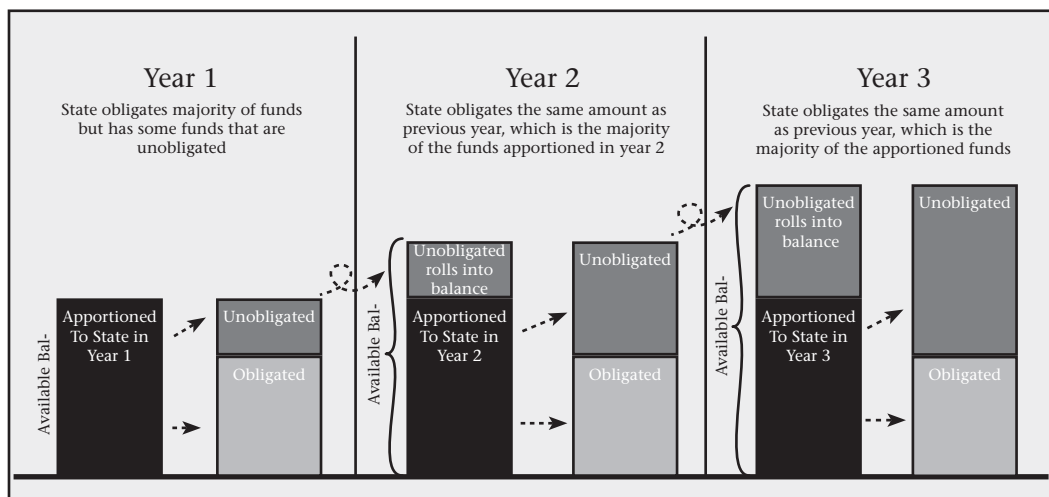 Year 1
State obligates majority of funds
but has some funds that are
unobligated
Available Bal-
Apportioned
To State in
Year 1
Unobligated
Obligated
Year 2
State obligates the same amount as
previous year, which is the majority
of the funds apportioned in year 2
Available Bal-
Unobligated
rolls into
balance
Apportioned
To State in
Year 2
Unobligated
Obligated
Year 3
State obligates the same amount
as previous year, which is the
majority of the apportioned funds
Available Bal-
Unobligated
rolls into
balance
Apportioned
To State in
Year 3
Unobligated
Obligated